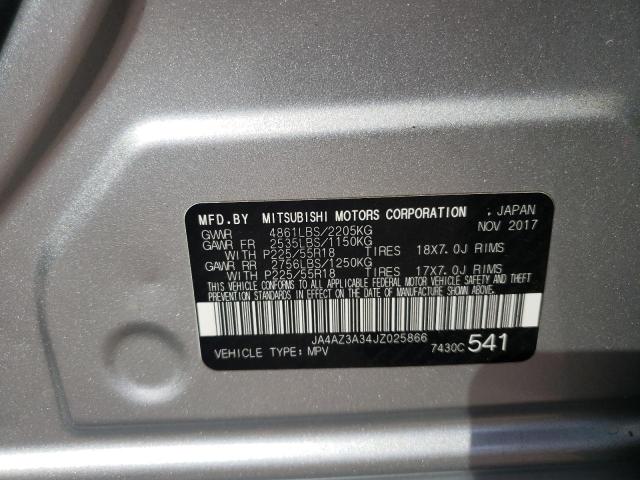 MFD.BY MITSUBISHI MOTORS CORPORATION , JAPAN
GVWR 4861LBS/2205KG NOV 2017
GAWR FR 2535LBS/1150KG
WITH P225/55R18 TIRES 18X7.0J RIMS
GAWR RR 2756LBS/1250KG
WITH P225/55R18 TIRES 17X7.0J RIMS
THIS VEHICLE CONFORMS TO ALL APPLICABLE FEDERAL MOTOR VEHICLE SAFETY AND THEFT
PREVENTION STANDARDS IN EFFECT ON THE DATE OF MANUFACTURE SHOWN ABOVE.
JA4AZ3A34JZ025866
VEHICLE TYPE: MPV 7430C 541